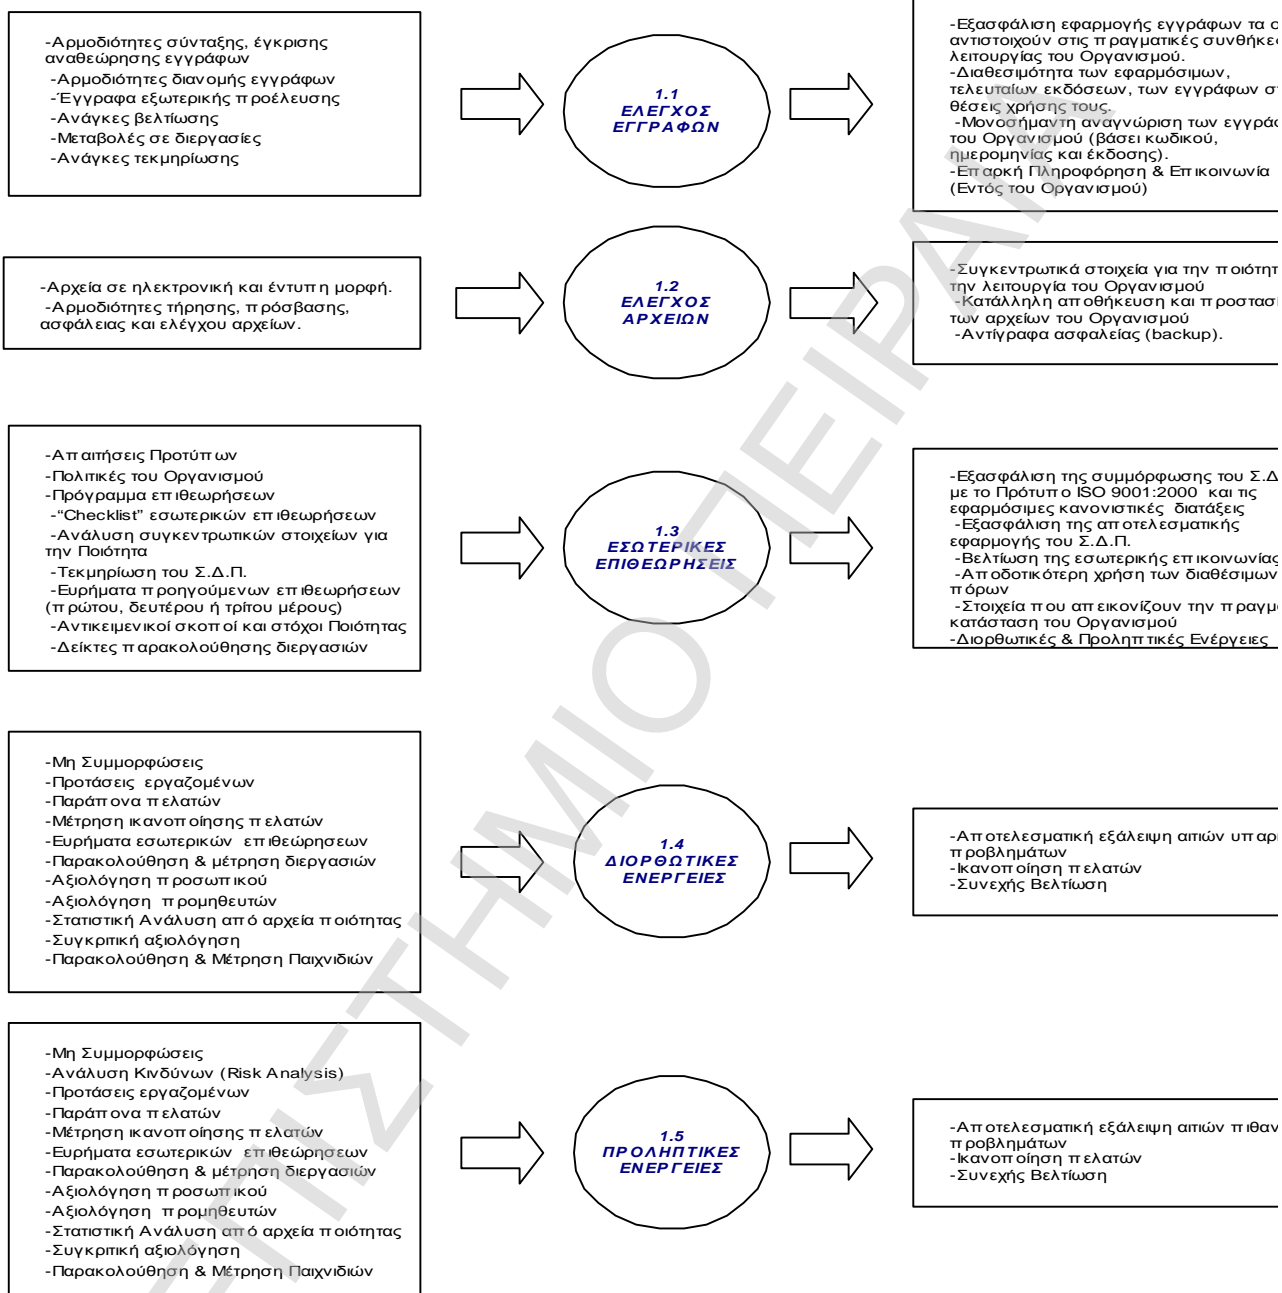 -Αρμοδιότητες σύνταξης, έγκρισης
αναθεώρησης εγγράφων
-Αρμοδιότητες διανομής εγγράφων
-Έγγραφα εξωτερικής προέλευσης
-Ανάγκες βελτίωσης
-Μεταβολές σε διεργασίες
-Ανάγκες τεκμηρίωσης
1.1
ΕΛΕΓΧΟΣ
ΕΓΓΡΑΦΩΝ
-Εξασφάλιση εφαρμογής εγγράφων τα
αντιστοιχούν στις πραγματικές συνθήκες
λειτουργίας του Οργανισμού.
-Διαθεσιμότητα των εφαρμόσιμων,
τελευταίων εκδόσεων, των εγγράφων
θέσεις χρήσης τους.
-Μονοσήμαντη αναγνώριση των
του Οργανισμού (βάσει κωδικού,
ημερομηνίας και έκδοσης).
-Επαρκή Πληροφόρηση & Επικοινωνία
(Εντός του Οργανισμού)
-Αρχεία σε ηλεκτρονική και έντυπη μορφή.
-Αρμοδιότητες τήρησης, πρόσβασης,
ασφάλειας και ελέγχου αρχείων.
1.2
ΕΛΕΓΧΟΣ
ΑΡΧΕΙΩΝ
-Συγκεντρωτικά στοιχεία για την
την λειτουργία του Οργανισμού
-Κατάλληλη αποθήκευση και
των αρχείων του Οργανισμού
-Αντίγραφα ασφαλείας (backup).
-Απαιτήσεις Προτύπων
-Πολιτικές του Οργανισμού
-Πρόγραμμα επιθεωρήσεων
-“Checklist” εσωτερικών επιθεωρήσεων
-Ανάλυση συγκεντρωτικών στοιχείων για
την Ποιότητα
-Τεκμηρίωση του Σ.Δ.Π.
-Ευρήματα προηγούμενων επιθεωρήσεων
(πρώτου, δευτέρου ή τρίτου μέρους)
-Αντικειμενικοί σκοποί και στόχοι Ποιότητας
-Δείκτες παρακολούθησης διεργασιών
1.3
ΕΣΩΤΕΡΙΚΕΣ
ΕΠΙΘΕΩΡΗΣΕΙΣ
-Εξασφάλιση της συμμόρφωσης του Σ.Δ
με το Πρότυπο ISO 9001:2000 και τις
εφαρμόσιμες κανονιστικές διατάξεις
-Εξασφάλιση της αποτελεσματικής
εφαρμογής του Σ.Δ.Π.
-Βελτίωση της εσωτερικής επικοινωνίας
-Αποδοτικότερη χρήση των διαθέσιμων
πόρων
-Στοιχεία που απεικονίζουν την
κατάσταση του Οργανισμού
-Διορθωτικές & Προληπτικές Ενέργειες
-Μη Συμμορφώσεις
-Προτάσεις εργαζομένων
-Παράπονα πελατών
-Μέτρηση ικανοποίησης πελατών
-Ευρήματα εσωτερικών επιθεώρησεων
-Παρακολούθηση & μέτρηση διεργασιών
-Αξιολόγηση προσωπικού
-Αξιολόγηση προμηθευτών
-Στατιστική Ανάλυση από αρχεία ποιότητας
-Συγκριτική αξιολόγηση
-Παρακολούθηση & Μέτρηση Παιχνιδιών
1.4
ΔΙΟΡΘΩΤΙΚΕΣ
ΕΝΕΡΓΕΙΕΣ
-Αποτελεσματική εξάλειψη αιτιών
προβλημάτων
-Ικανοποίηση πελατών
-Συνεχής Βελτίωση
-Μη Συμμορφώσεις
-Ανάλυση Κινδύνων (Risk Analysis)
-Προτάσεις εργαζομένων
-Παράπονα πελατών
-Μέτρηση ικανοποίησης πελατών
-Ευρήματα εσωτερικών επιθεωρήσεων
-Παρακολούθηση & μέτρηση διεργασιών
-Αξιολόγηση προσωπικού
-Αξιολόγηση προμηθευτών
-Στατιστική Ανάλυση από αρχεία ποιότητας
-Συγκριτική αξιολόγηση
-Παρακολούθηση & Μέτρηση Παιχνιδιών
1.5
ΠΡΟΛΗΠΤΙΚΕΣ
ΕΝΕΡΓΕΙΕΣ
-Αποτελεσματική εξάλειψη αιτιών
προβλημάτων
-Ικανοποίηση πελατών
-Συνεχής Βελτίωση
ΠΕΙΡΑΙΑ